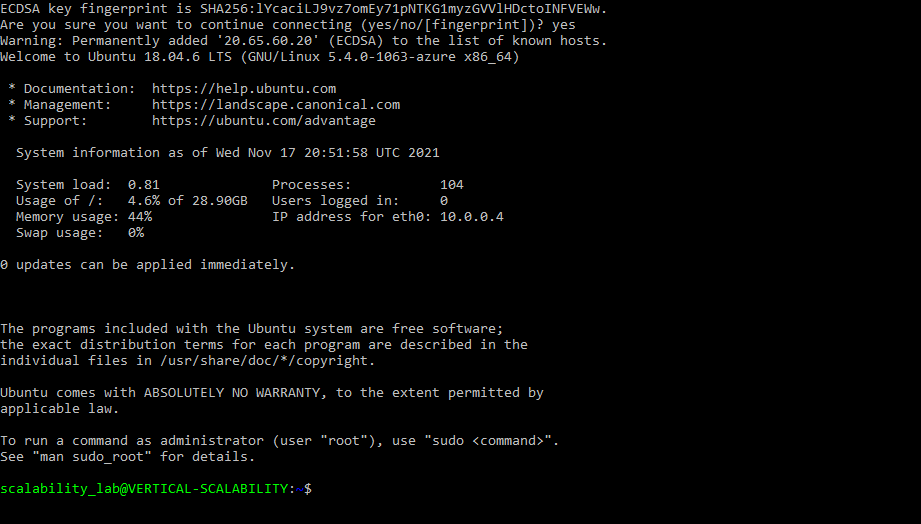 ECDSA key fingerprint is SHA256:lYcaciLJ9vz7omEy71pNTKG1myzGVVlHDctoINFVEWw.
Are you sure you want to continue connecting (yes/no/[fingerprint])? yes
Warning: Permanently added '20.65.60.20' (ECDSA) to the list of known hosts.
Welcome to Ubuntu 18.04.6 LTS (GNU/Linux 5.4.0-1063-azure x86_64)
* Documentation:  https://help.ubuntu.com
* Management:     https://landscape.canonical.com
* Support:        https://ubuntu.com/advantage
System information as of Wed Nov 17 20:51:58 UTC 2021
System load:  0.81              Processes:           104
Usage of /:   4.6% of 28.90GB   Users logged in:     0
Memory usage: 44%               IP address for eth0: 10.0.0.4
Swap usage:   0%
0 updates can be applied immediately.
The programs included with the Ubuntu system are free software;
the exact distribution terms for each program are described in the
individual files in /usr/share/doc/*/copyright.
Ubuntu comes with ABSOLUTELY NO WARRANTY, to the extent permitted by
applicable law.
To run a command as administrator (user "root"), use "sudo <command>".
See "man sudo_root" for details.
scalability_lab@VERTICAL-SCALABILITY:~$